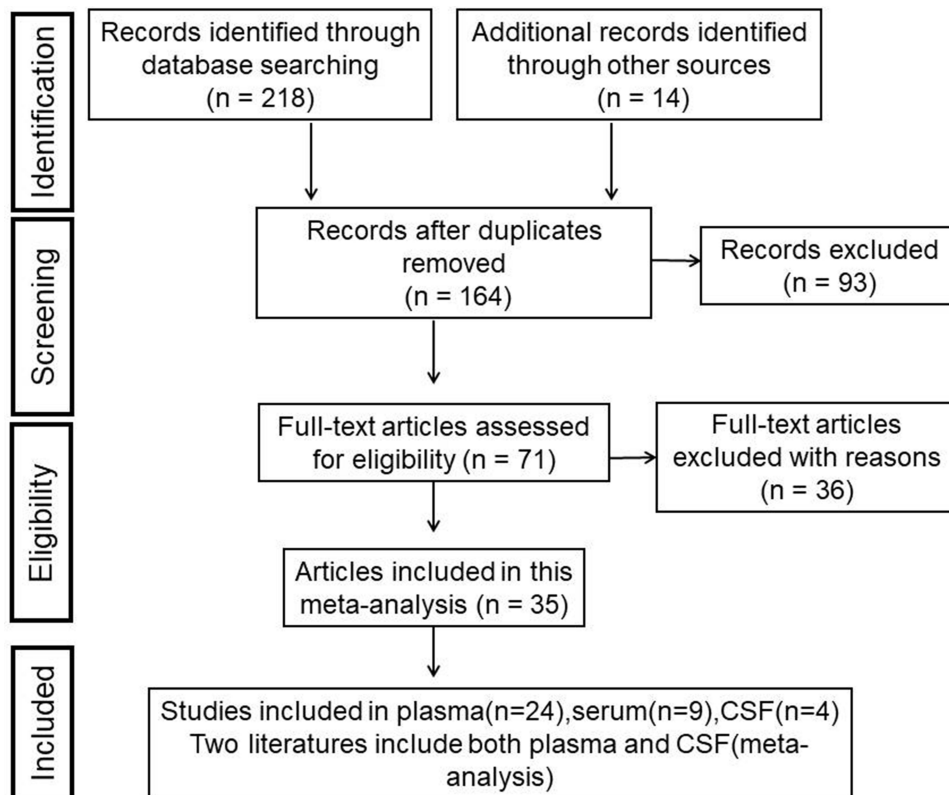 Identification
Records identified through
database searching
(n = 218)
Additional records identified
through other sources
(n = 14)
Screening
Records after duplicates
removed
(n = 164)
Records excluded
(n = 93)
Eligibility
Full-text articles assessed
for eligibility (n = 71)
Full-text articles
excluded with reasons
(n = 36)
Articles included in this
meta-analysis (n = 35)
Included
Studies included in plasma(n=24),serum(n=9),CSF(n=4)
Two literatures include both plasma and CSF(meta-
analysis)